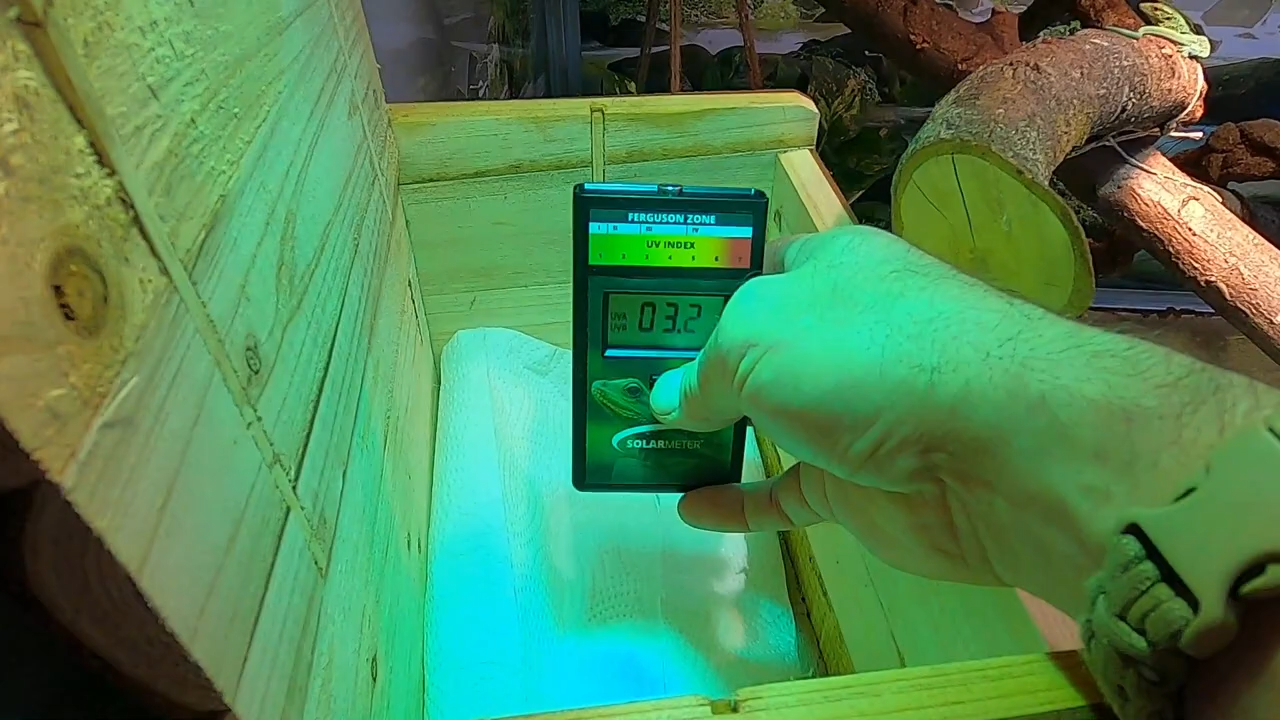 FERGUSON ZONE
I II III IV
UV INDEX
1 2 3 4 5 6 7
UVA
UVB
03.2
SOLARMETER